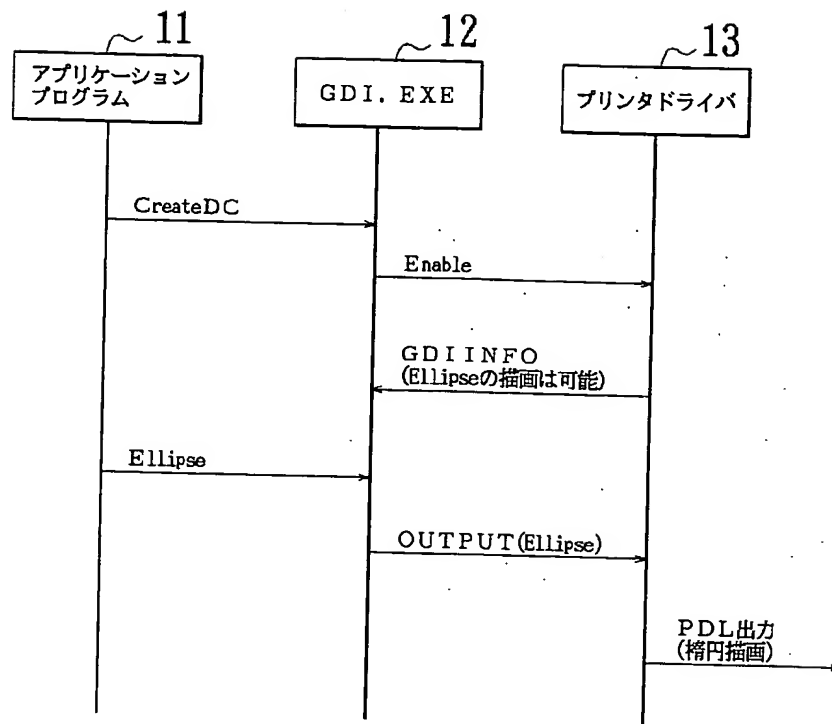 11
12
13
アプリケーション
プログラム
ＧＤＩ．ＥＸＥ
プリンタドライバ
CreateＤＣ
Enable
ＧＤＩＩＮＦＯ
(Ellipseの描画は可能)
Ellipse
ＯＵＴＰＵＴ(Ellipse)
ＰＤＬ出力
(楕円描画)